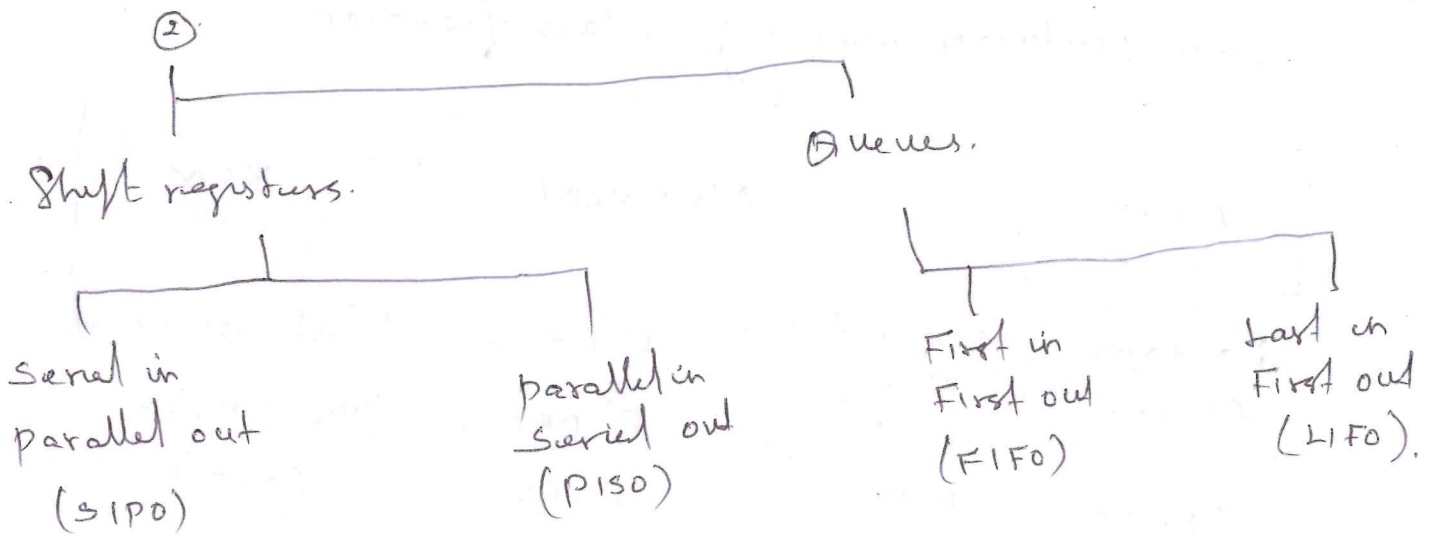 2
Shift registers.
Queues.
Serial in
parallel out
(SIPO)
parallel in
Serial out
(PISO)
First in
First out
(FIFO)
Last in
First out
(LIFO).